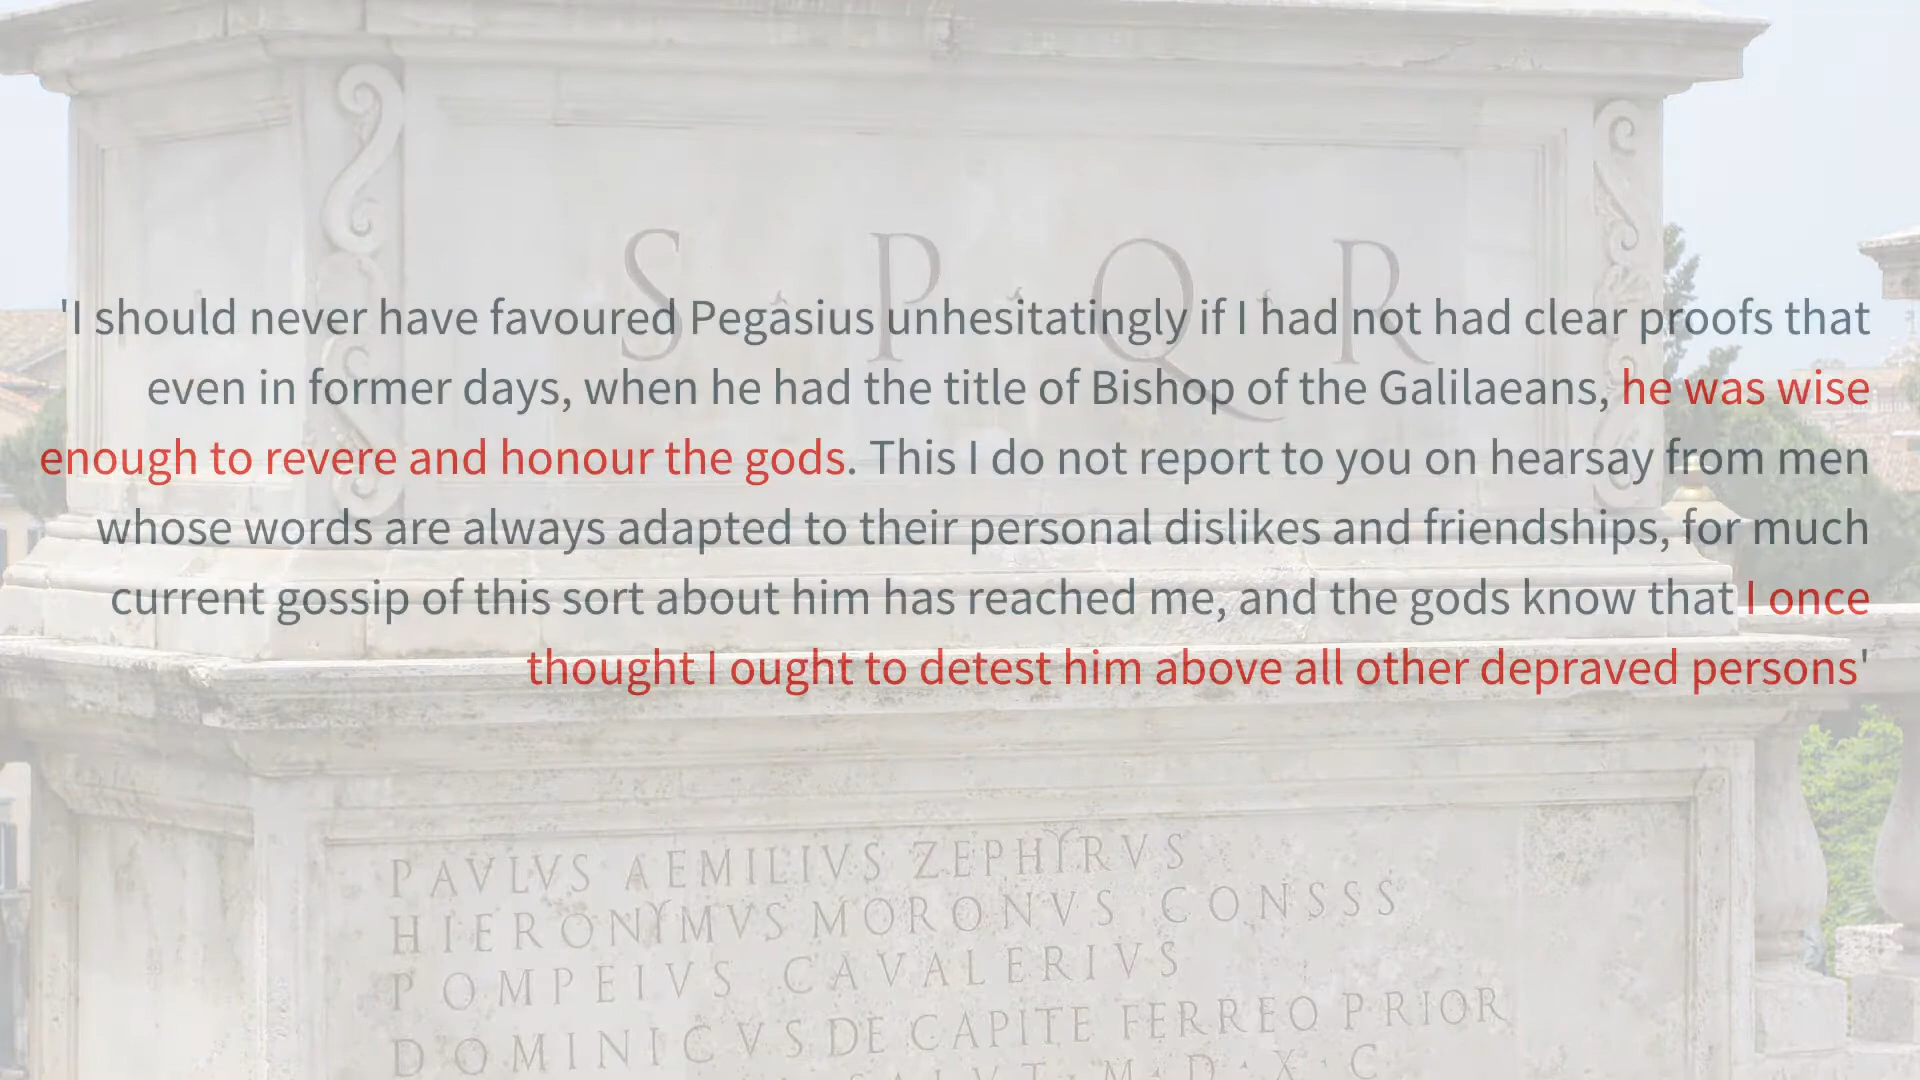 S P Q R
'I should never have favoured Pegasius unhesitatingly if I had not had clear proofs that
even in former days, when he had the title of Bishop of the Galilaeans, he was wise
enough to revere and honour the gods. This I do not report to you on hearsay from men
whose words are always adapted to their personal dislikes and friendships, for much
current gossip of this sort about him has reached me, and the gods know that I once
thought I ought to detest him above all other depraved persons'
PAVLVS AEMILIVS ZEPHYRVS
HIERONYMVS MORONVS CONSSS
POMPEIVS CAVALERIVS
DOMINICVS DE CAPITE FERREO PRIOR